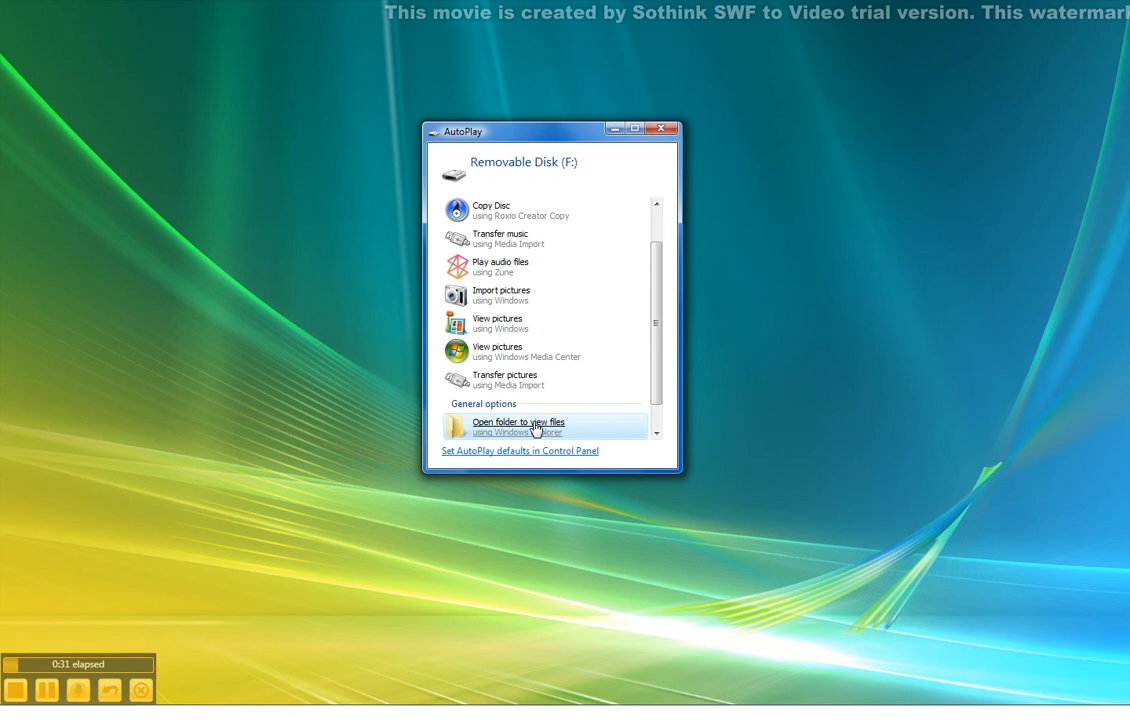 This movie is created by Sothink SWF to Video trial version. This watermark
AutoPlay
Removable Disk (F:)
Copy Disc
using Roxio Creator Copy
Transfer music
using Media Import
Play audio files
using Zune
Import pictures
using Windows
View pictures
using Windows
View pictures
using Windows Media Center
Transfer pictures
using Media Import
General options
Open folder to view files
using Windows Explorer
Set AutoPlay defaults in Control Panel
0:31 elapsed